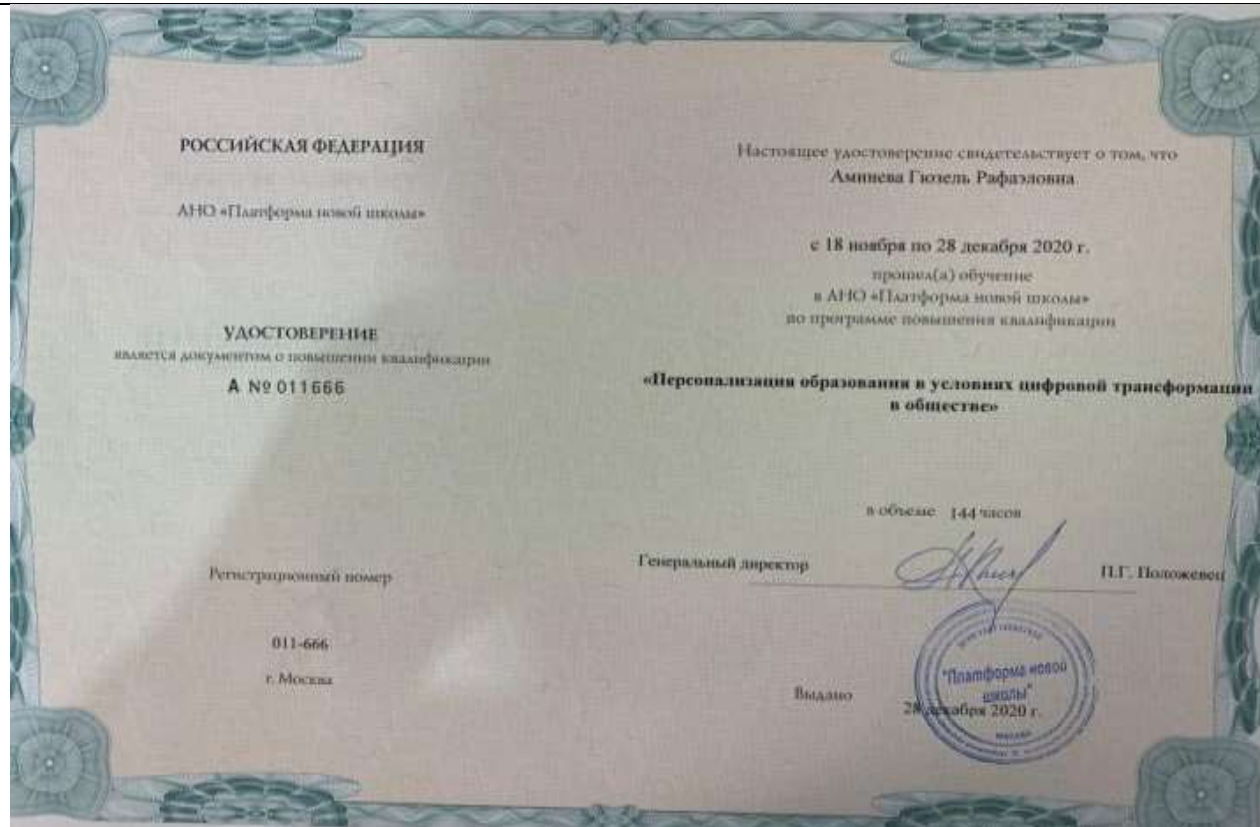 РОССИЙСКАЯ ФЕДЕРАЦИЯ
АНО «Платформа новой школы»
УДОСТОВЕРЕНИЕ
является документом о повышении квалификации
А № 011666
Регистрационный номер
011-666
г. Москва
Настоящее удостоверение свидетельствует о том, что
Аминева Гюзель Рафаэловна
с 18 ноября по 28 декабря 2020 г.
прошел(а) обучение
в АНО «Платформа новой школы»
по программе повышения квалификации
«Персонализация образования в условиях цифровой трансформации
в обществе»
в объеме 144 часов
Генеральный директор П.Г. Положевец
"Платформа новой
школы"
Выдано 28 декабря 2020 г.
МОСКВА